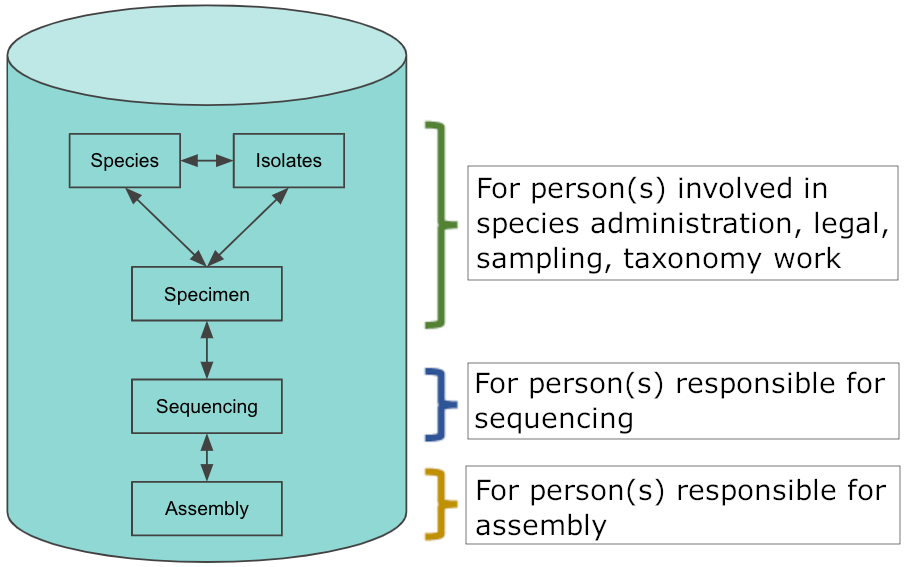 Species
Isolates
Specimen
Sequencing
Assembly
For person(s) involved in
species administration, legal,
sampling, taxonomy work
For person(s) responsible for
sequencing
For person(s) responsible for
assembly